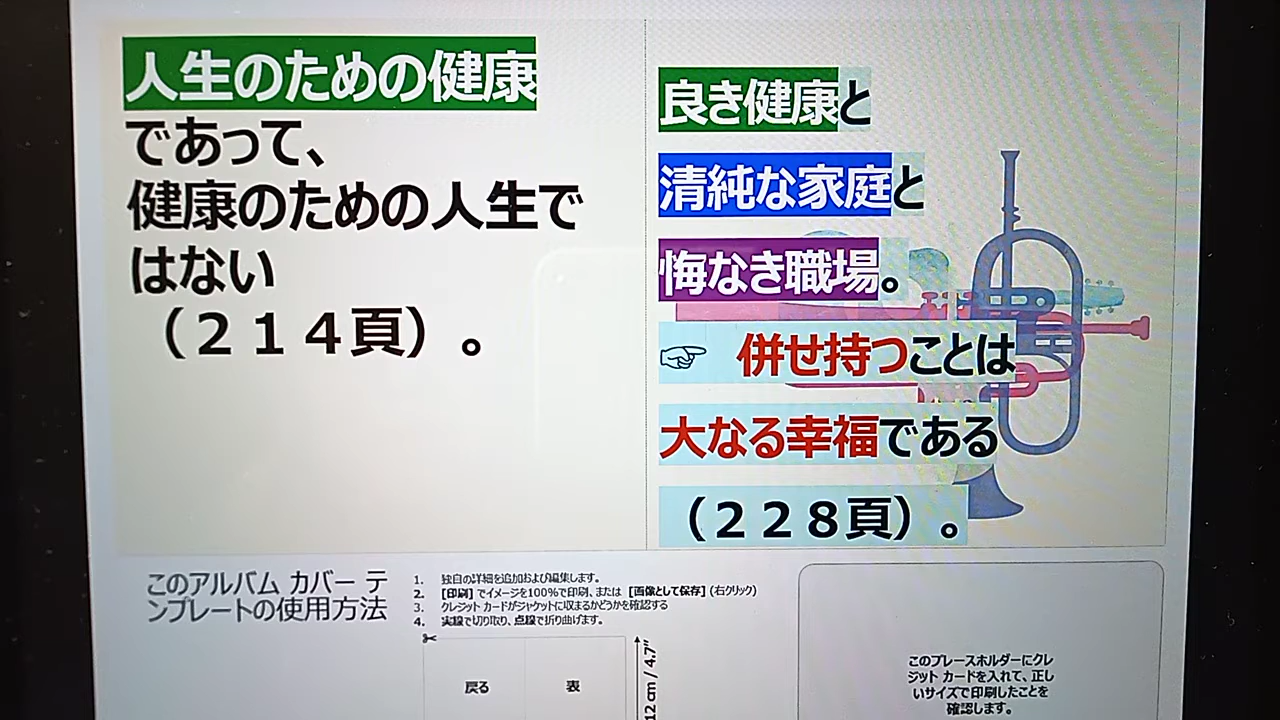 人生のための健康
であって、
健康のための人生で
はない
（２１４頁）。
良き健康と
清純な家庭と
悔なき職場。
☞　併せ持つことは
大なる幸福である
（２２８頁）。
このアルバム カバー テ
ンプレートの使用方法
1. 独自の詳細を追加および編集します。
2. [印刷] でイメージを100%で印刷、または [画像として保存] (右クリック)
3. クレジット カードがジャケットに収まるかどうかを確認する
4. 実線で切り取り、点線で折り曲げます。
戻る
表
12 cm / 4.7"
このプレースホルダーにクレ
ジット カードを入れて、正し
いサイズで印刷したことを
確認します。